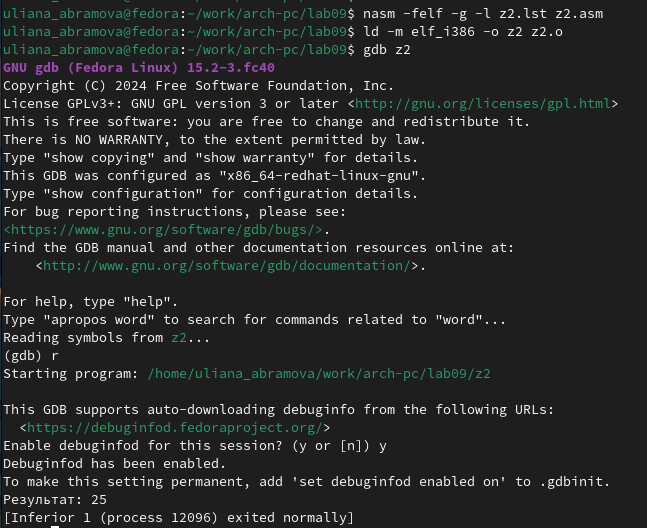 uliana_abramova@fedora:~/work/arch-pc/lab09$ nasm -felf -g -l z2.lst z2.asm
uliana_abramova@fedora:~/work/arch-pc/lab09$ ld -m elf_i386 -o z2 z2.o
uliana_abramova@fedora:~/work/arch-pc/lab09$ gdb z2
GNU gdb (Fedora Linux) 15.2-3.fc40
Copyright (C) 2024 Free Software Foundation, Inc.
License GPLv3+: GNU GPL version 3 or later <http://gnu.org/licenses/gpl.html>
This is free software: you are free to change and redistribute it.
There is NO WARRANTY, to the extent permitted by law.
Type "show copying" and "show warranty" for details.
This GDB was configured as "x86_64-redhat-linux-gnu".
Type "show configuration" for configuration details.
For bug reporting instructions, please see:
<https://www.gnu.org/software/gdb/bugs/>.
Find the GDB manual and other documentation resources online at:
    <http://www.gnu.org/software/gdb/documentation/>.

For help, type "help".
Type "apropos word" to search for commands related to "word"...
Reading symbols from z2...
(gdb) r
Starting program: /home/uliana_abramova/work/arch-pc/lab09/z2

This GDB supports auto-downloading debuginfo from the following URLs:
  <https://debuginfod.fedoraproject.org/>
Enable debuginfod for this session? (y or [n]) y
Debuginfod has been enabled.
To make this setting permanent, add 'set debuginfod enabled on' to .gdbinit.
Результат: 25
[Inferior 1 (process 12096) exited normally]